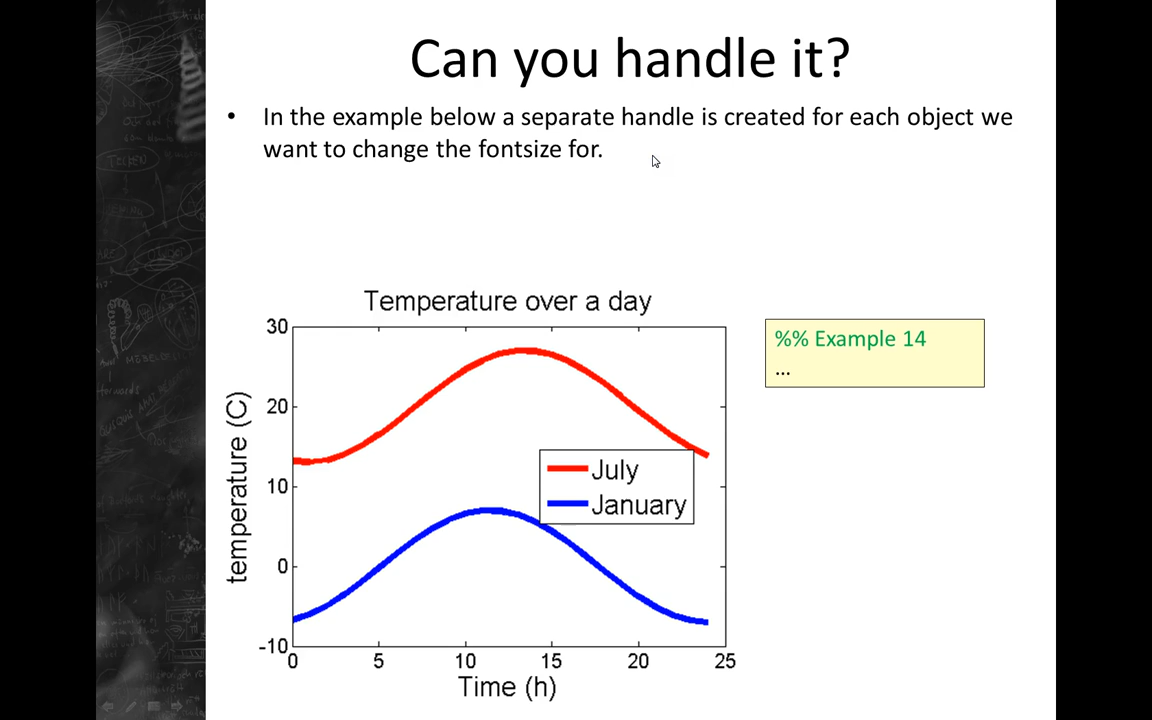 Can you handle it?
• In the example below a separate handle is created for each object we
want to change the fontsize for.
Temperature over a day
30
20
10
0
-10
temperature (C)
0 5 10 15 20 25
Time (h)
July
January
%% Example 14
...